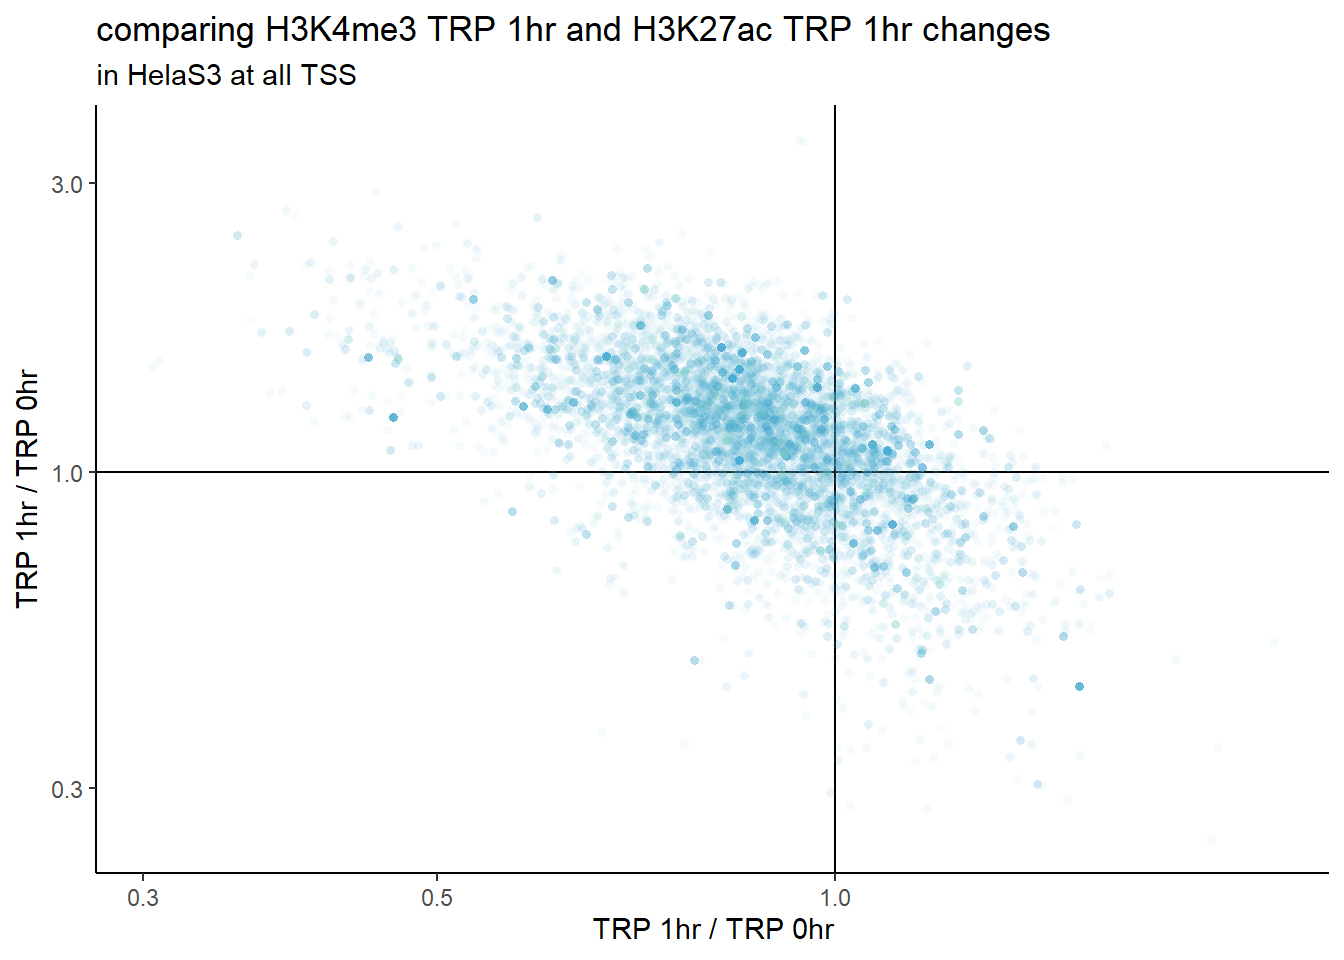 comparing H3K4me3 TRP 1hr and H3K27ac TRP 1hr changes
in HelaS3 at all TSS
3.0
1.0
0.3
TRP 1hr / TRP 0hr
0.3 0.5 1.0
TRP 1hr / TRP 0hr